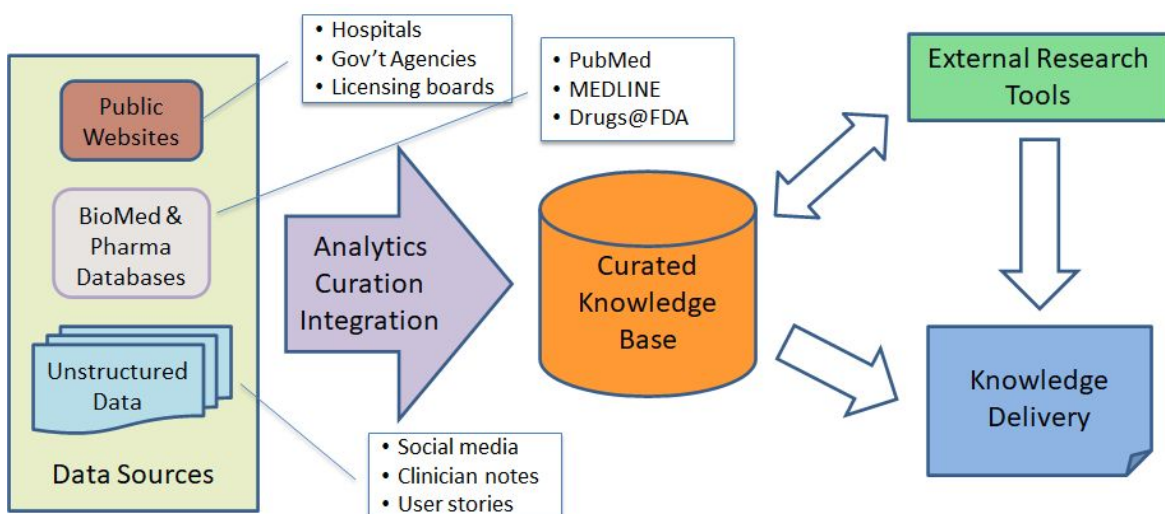 • Hospitals
• Gov't Agencies
• Licensing boards
• PubMed
• MEDLINE
• Drugs@FDA
External Research
Tools
Public
Websites
BioMed &
Pharma
Databases
Unstructured
Data
Data Sources
Analytics
Curation
Integration
Curated
Knowledge
Base
Knowledge
Delivery
• Social media
• Clinician notes
• User stories